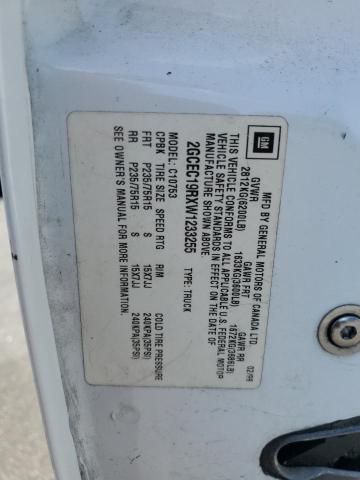 GM
MFD BY GENERAL MOTORS OF CANADA LTD
02/98
GVWR GAWR FRT GAWR RR
2812KG(6200LB) 1633KG(3600LB) 1672KG(3686LB)
THIS VEHICLE CONFORMS TO ALL APPLICABLE U.S. FEDERAL MOTOR
VEHICLE SAFETY STANDARDS IN EFFECT ON THE DATE OF
MANUFACTURE SHOWN ABOVE.
2GCEC19RXW1233255 TYPE: TRUCK
CPBK C10753
TIRE SIZE SPEED RTG RIM COLD TIRE PRESSURE
FRT P235/75R15 S 15X7JJ 240KPA(35PSI)
RR P235/75R15 S 15X7JJ 240KPA(35PSI)
SEE OWNER'S MANUAL FOR MORE INFORMATION.